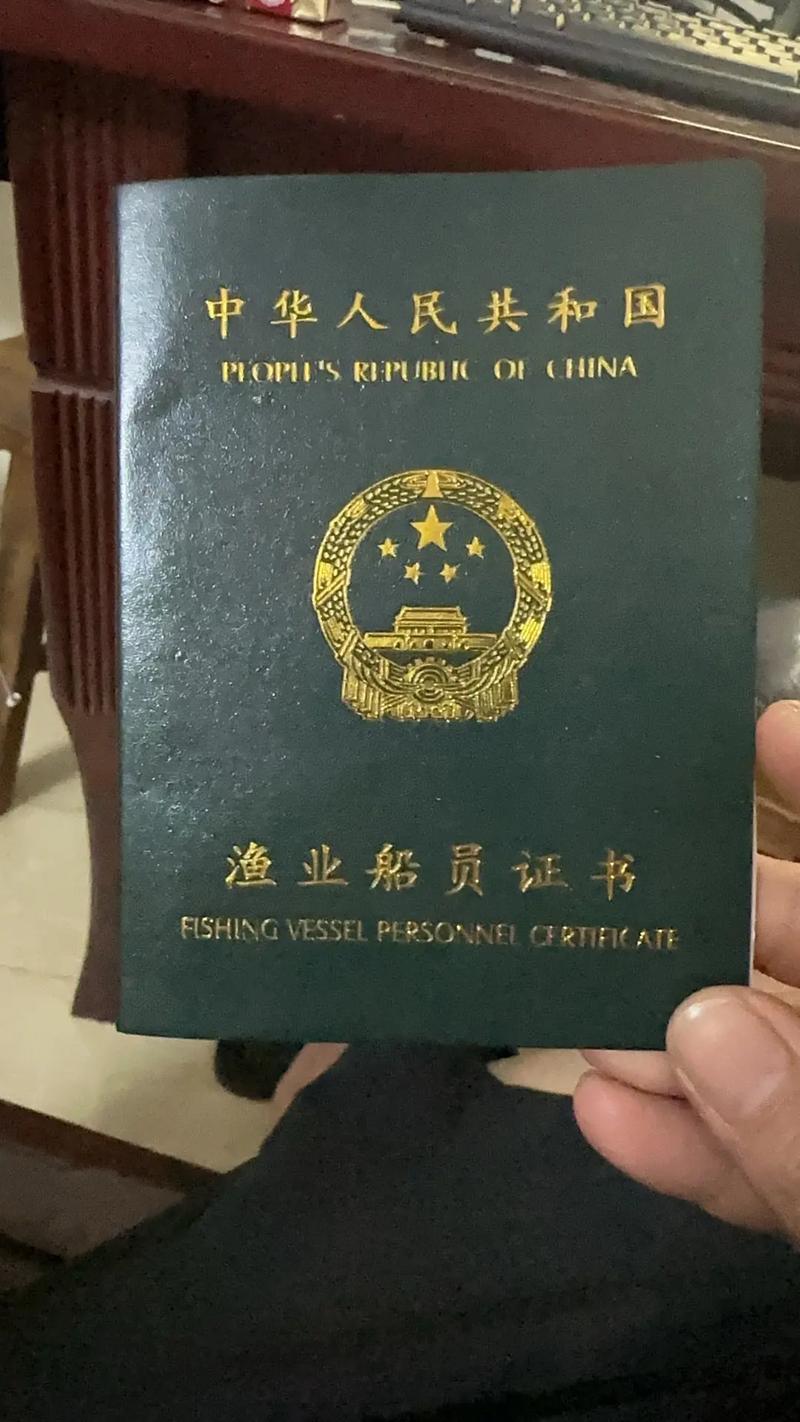 中华人民共和国
PEOPLE'S REPUBLIC OF CHINA
渔业船员证书
FISHING VESSEL PERSONNEL CERTIFICATE